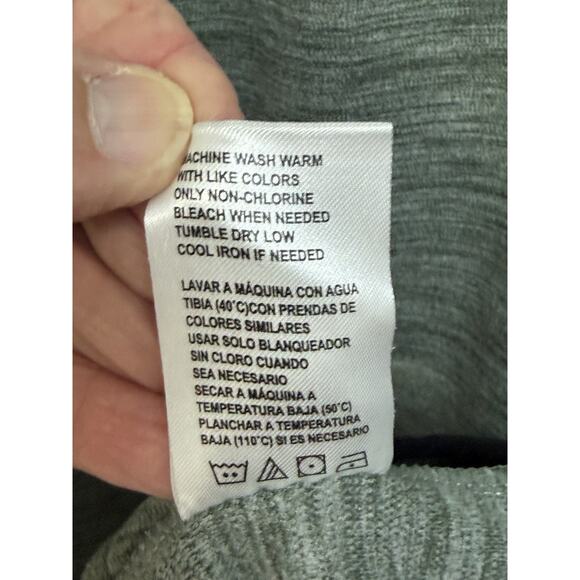 MACHINE WASH WARM
WITH LIKE COLORS
ONLY NON-CHLORINE
BLEACH WHEN NEEDED
TUMBLE DRY LOW
COOL IRON IF NEEDED
LAVAR A MÁQUINA CON AGUA
TIBIA (40°C)CON PRENDAS DE
COLORES SIMILARES
USAR SOLO BLANQUEADOR
SIN CLORO CUANDO
SEA NECESARIO
SECAR A MÁQUINA A
TEMPERATURA BAJA (50°C)
PLANCHAR A TEMPERATURA
BAJA (110°C) SI ES NECESARIO